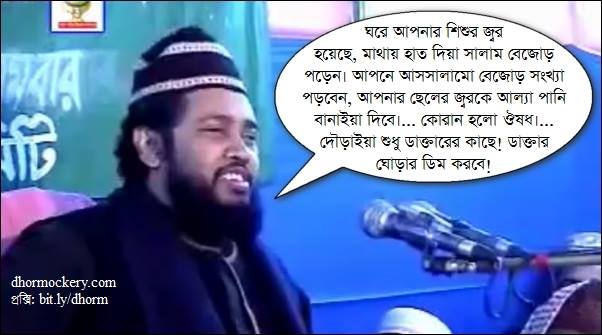 ঘরে আপনার শিশুর জ্বর
হয়েছে, মাথায় হাত দিয়া সালাম বেজোড়
পড়েন। আপনে আসসালামো বেজোড় সংখ্যা
পড়বেন, আপনার ছেলের জ্বরকে আল্যা পানি
বানাইয়া দিবে।... কোরান হলো ঔষধ।...
দৌড়াইয়া শুধু ডাক্তারের কাছে! ডাক্তার
ঘোড়ার ডিম করবে!
dhormockery.com
প্রক্সি: bit.ly/dhorm